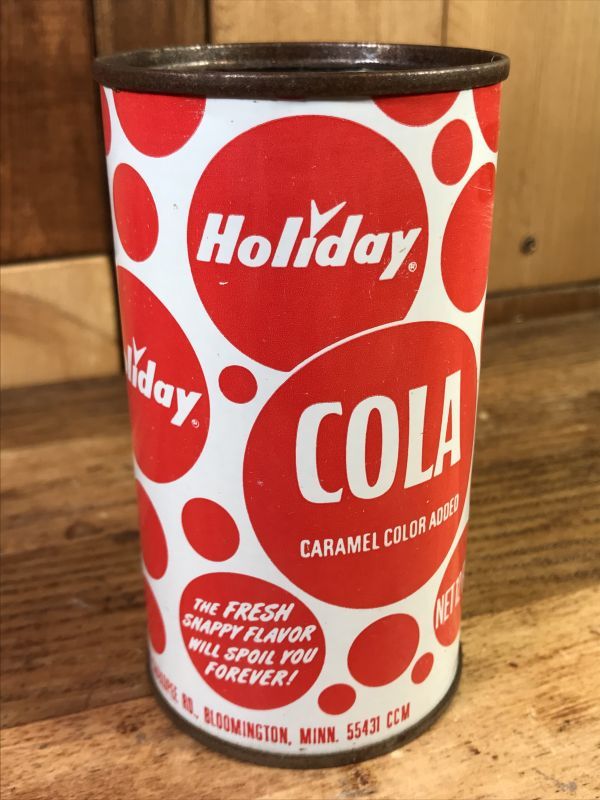 Holiday®
iday®
COLA
CARAMEL COLOR ADDED
THE FRESH
SNAPPY FLAVOR
WILL SPOIL YOU
FOREVER!
NET
RD., BLOOMINGTON, MINN. 55431 CCM